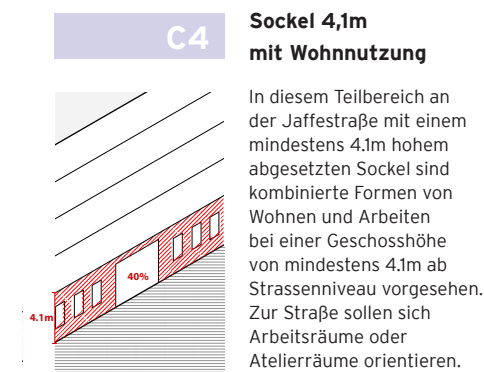 C4
Sockel 4,1m
mit Wohnnutzung
In diesem Teilbereich an
der Jaffestraße mit einem
mindestens 4.1m hohem
abgesetzten Sockel sind
kombinierte Formen von
Wohnen und Arbeiten
bei einer Geschosshöhe
von mindestens 4.1m ab
Strassenniveau vorgesehen.
Zur Straße sollen sich
Arbeitsräume oder
Atelierräume orientieren.
40%
4.1m